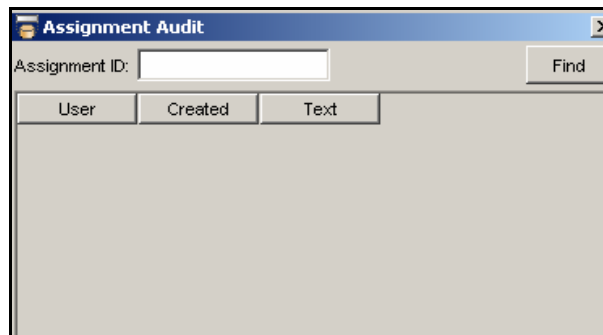 Assignment Audit
Assignment ID: Find
User Created Text